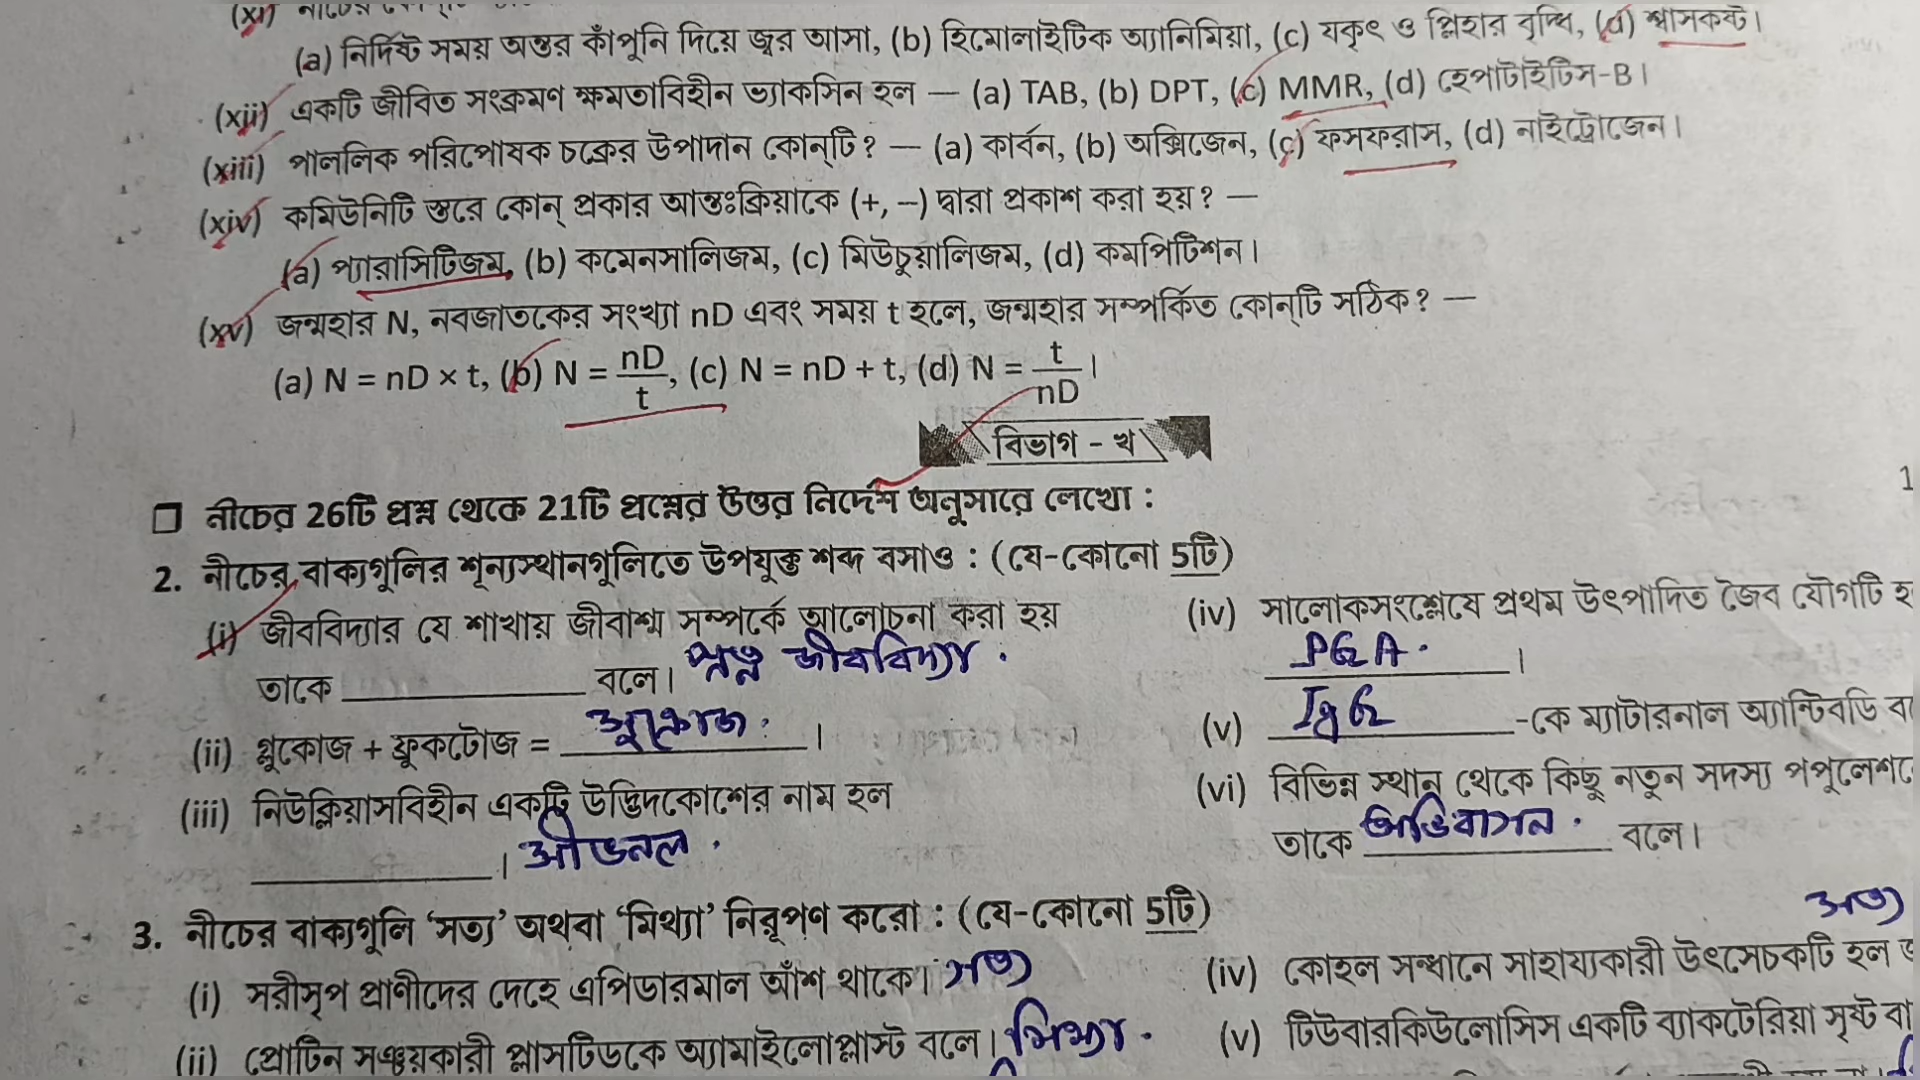 (xi) নীচের
(a) নির্দিষ্ট সময় অন্তর কাঁপুনি দিয়ে জ্বর আসা, (b) হিমোলাইটিক অ্যানিমিয়া, (c) যকৃৎ ও প্লিহার বৃদ্ধি, (d) শ্বাসকষ্ট।
(xii) একটি জীবিত সংক্রমণ ক্ষমতাবিহীন ভ্যাকসিন হল — (a) TAB, (b) DPT, (c) MMR, (d) হেপাটাইটিস-B।
(xiii) পাললিক পরিপোষক চক্রের উপাদান কোন্‌টি? — (a) কার্বন, (b) অক্সিজেন, (c) ফসফরাস, (d) নাইট্রোজেন।
(xiv) কমিউনিটি স্তরে কোন্ প্রকার আন্তঃক্রিয়াকে (+, –) দ্বারা প্রকাশ করা হয়? —
(a) প্যারাসিটিজম, (b) কমেনসালিজম, (c) মিউচুয়ালিজম, (d) কমপিটিশন।
(xv) জন্মহার N, নবজাতকের সংখ্যা nD এবং সময় t হলে, জন্মহার সম্পর্কিত কোন্‌টি সঠিক? —
(a) N = nD × t, (b) N = nD/t, (c) N = nD + t, (d) N = t/nD।
বিভাগ - খ
1
□ নীচের 26টি প্রশ্ন থেকে 21টি প্রশ্নের উত্তর নির্দেশ অনুসারে লেখো :
2. নীচের বাক্যগুলির শূন্যস্থানগুলিতে উপযুক্ত শব্দ বসাও : (যে-কোনো 5টি)
(i) জীববিদ্যার যে শাখায় জীবাশ্ম সম্পর্কে আলোচনা করা হয়
তাকে ____________ বলে। প্রত্ন জীববিদ্যা.
(ii) গ্লুকোজ + ফ্রুকটোজ = সুক্রোজ.।
(iii) নিউক্লিয়াসবিহীন একটি উদ্ভিদকোশের নাম হল
____________। সীভনল.
(iv) সালোকসংশ্লেষে প্রথম উৎপাদিত জৈব যৌগটি হ
PGA.।
(v) IgG -কে ম্যাটারনাল অ্যান্টিবডি ব
(vi) বিভিন্ন স্থান থেকে কিছু নতুন সদস্য পপুলেশনে
তাকে অভিবাসন. বলে।
3. নীচের বাক্যগুলি ‘সত্য’ অথবা ‘মিথ্যা’ নিরূপণ করো : (যে-কোনো 5টি)
(i) সরীসৃপ প্রাণীদের দেহে এপিডারমাল আঁশ থাকে। সত্য
(ii) প্রোটিন সঞ্চয়কারী প্লাসটিডকে অ্যামাইলোপ্লাস্ট বলে। মিথ্যা.
সত্য
(iv) কোহল সন্ধানে সাহায্যকারী উৎসেচকটি হল
(v) টিউবারকিউলোসিস একটি ব্যাকটেরিয়া সৃষ্ট বা